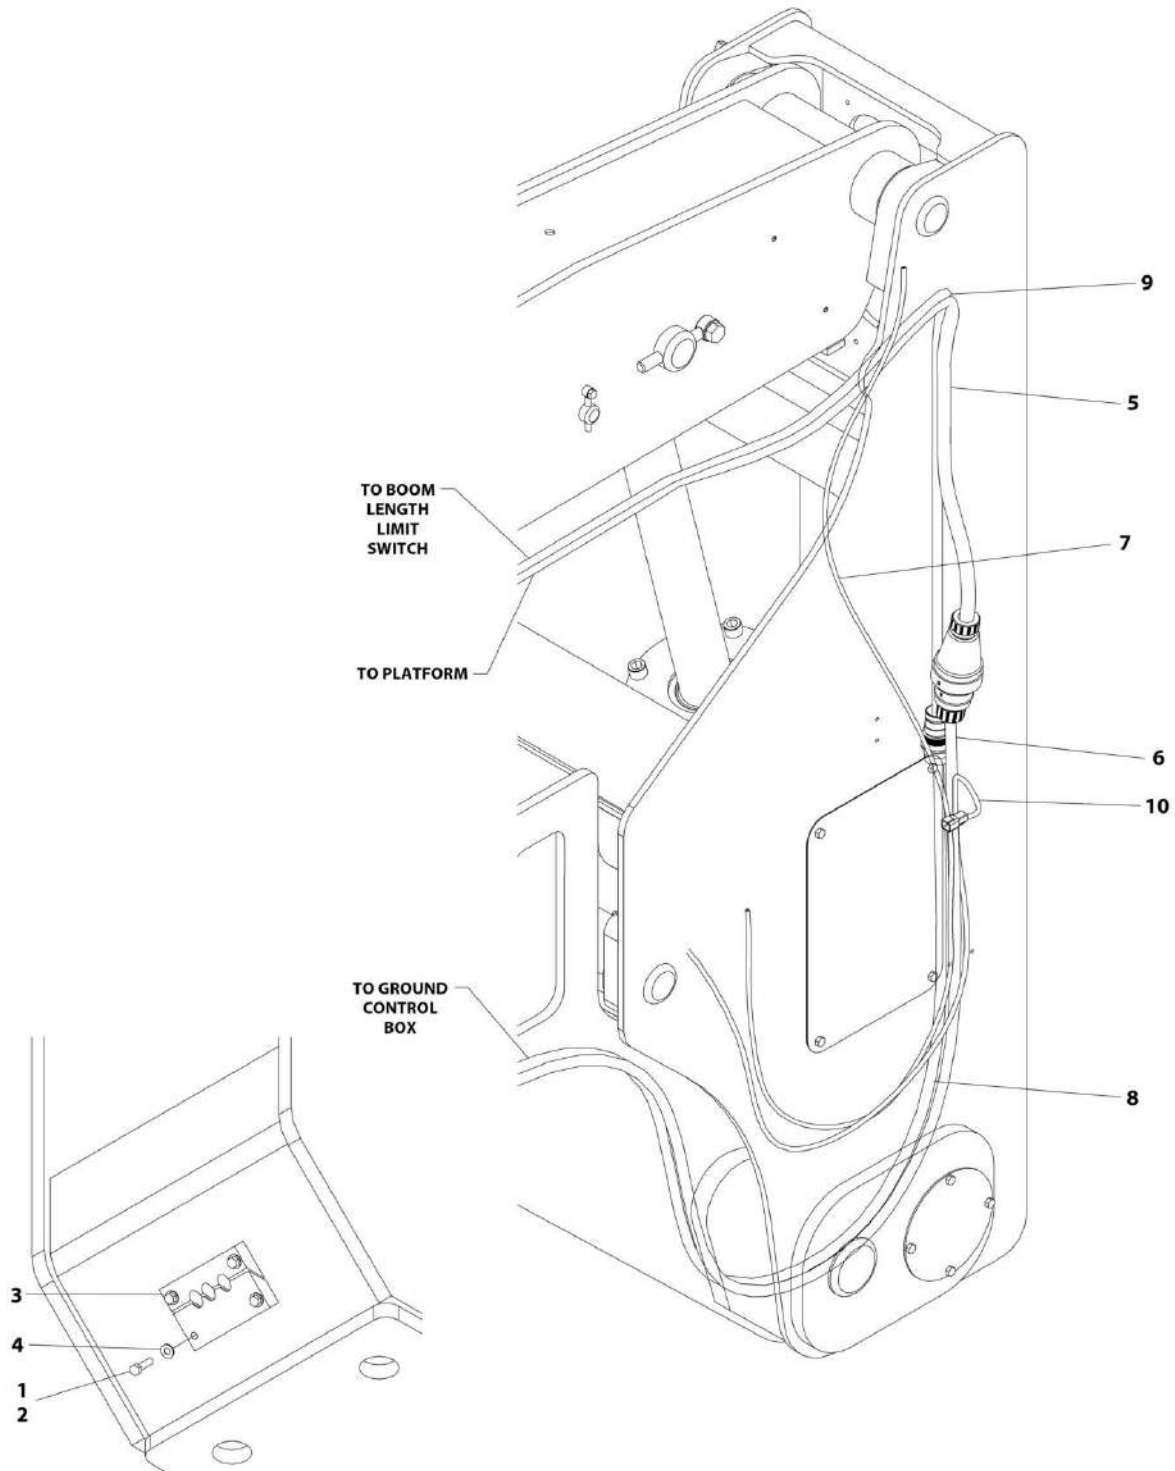 9
5
TO BOOM
LENGTH
LIMIT
SWITCH
7
TO PLATFORM
6
10
TO GROUND
CONTROL
BOX
8
3
4
1
2